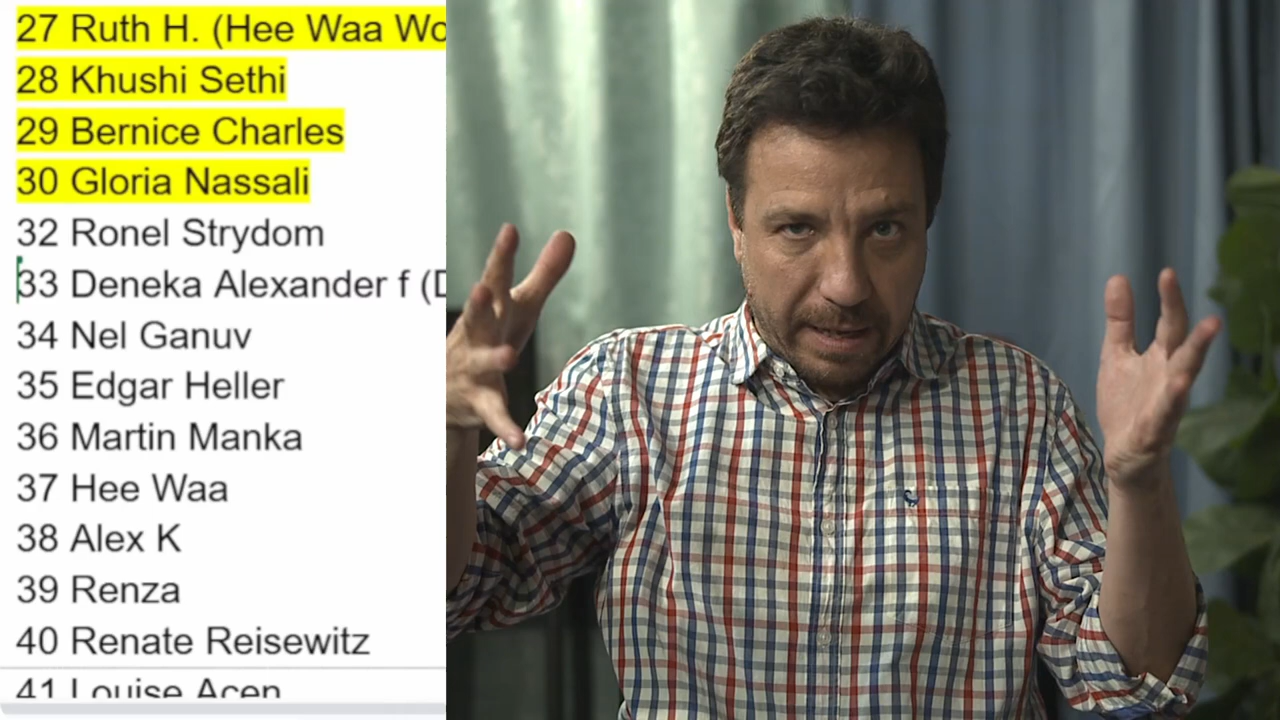 27 Ruth H. (Hee Waa Wo
28 Khushi Sethi
29 Bernice Charles
30 Gloria Nassali
32 Ronel Strydom
33 Deneka Alexander f (D
34 Nel Ganuv
35 Edgar Heller
36 Martin Manka
37 Hee Waa
38 Alex K
39 Renza
40 Renate Reisewitz
41 Louise Acen